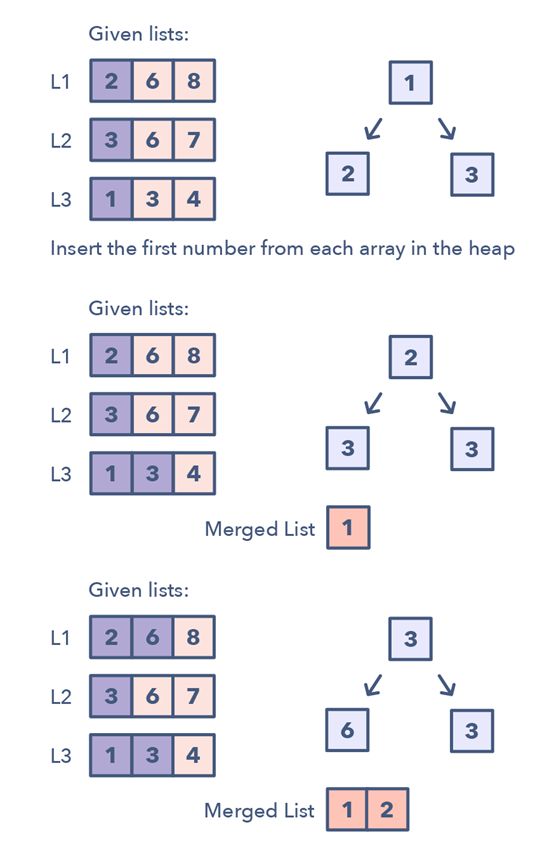 Given lists:
L1 2 6 8
1
L2 3 6 7
2 3
L3 1 3 4
Insert the first number from each array in the heap
Given lists:
L1 2 6 8
2
L2 3 6 7
3 3
L3 1 3 4
Merged List 1
Given lists:
L1 2 6 8
3
L2 3 6 7
6 3
L3 1 3 4
Merged List 1 2